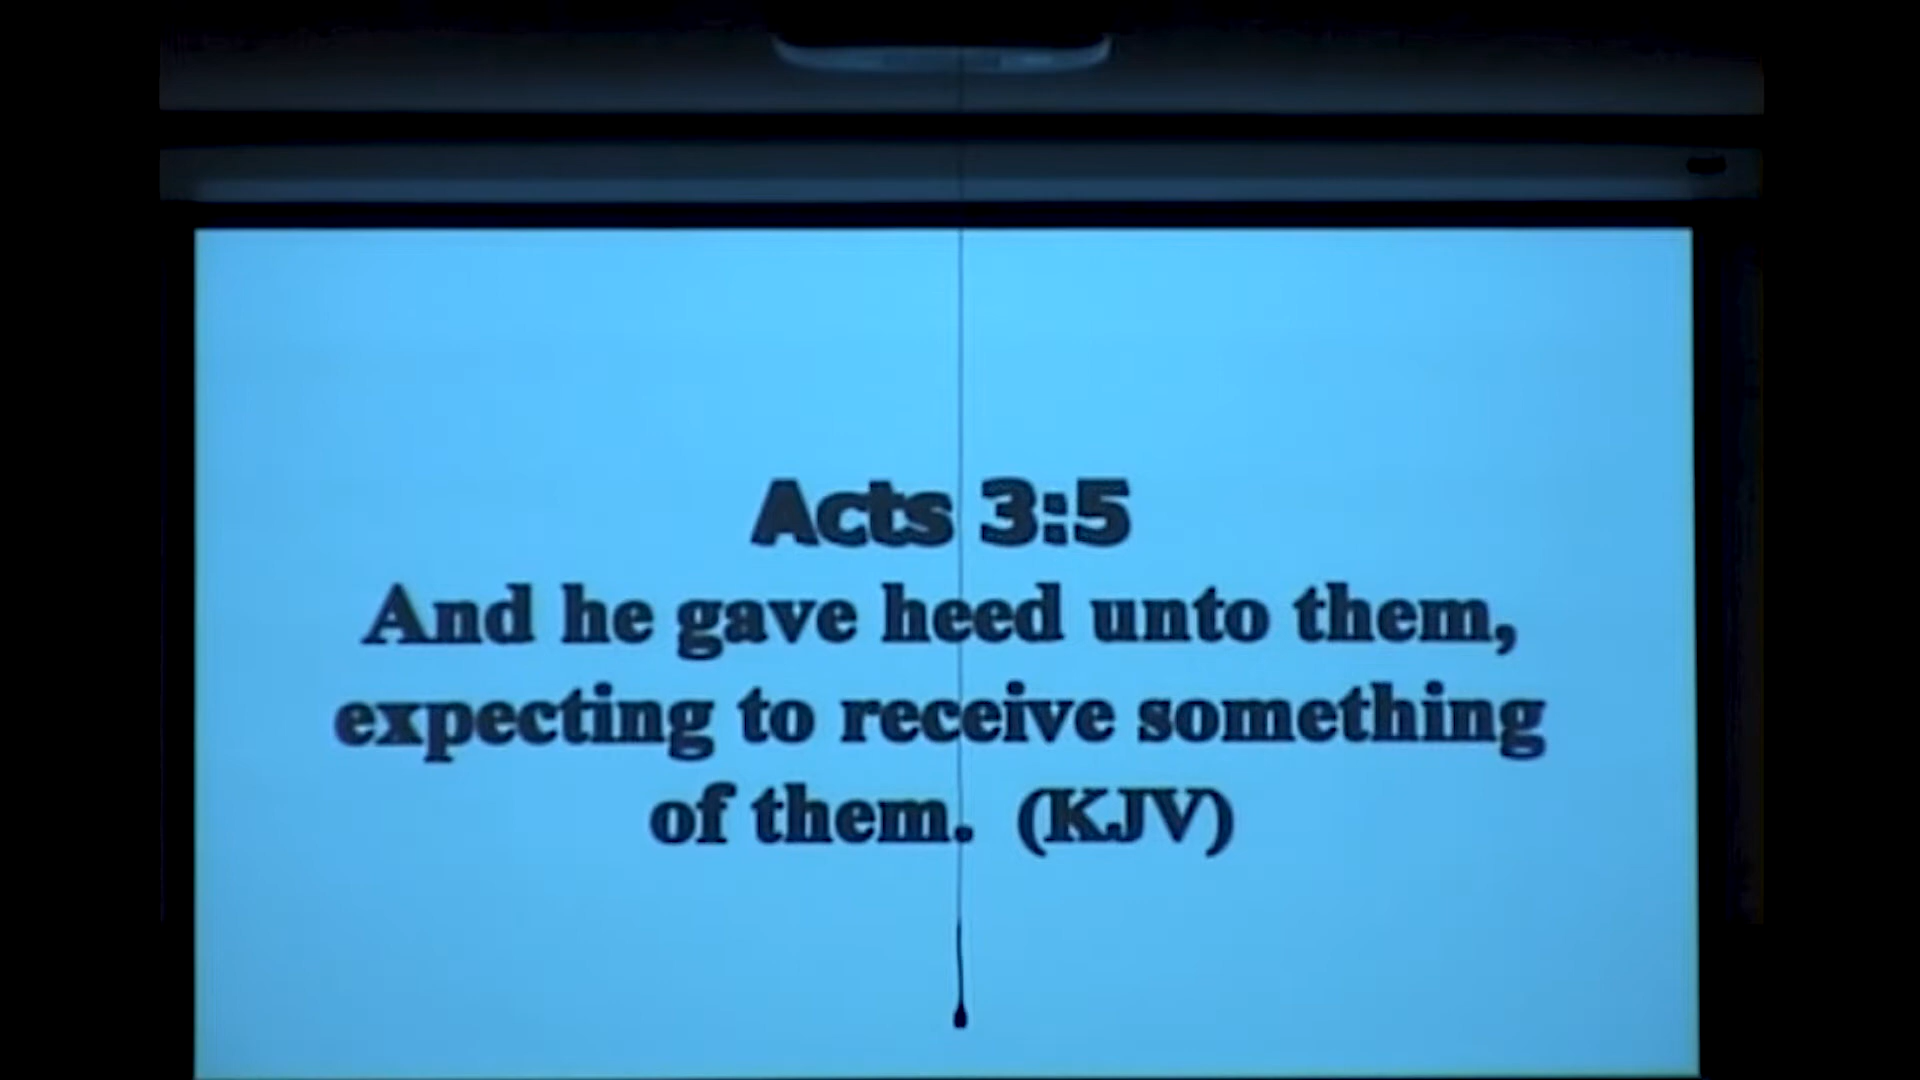 Acts 3:5
And he gave heed unto them,
expecting to receive something
of them. (KJV)